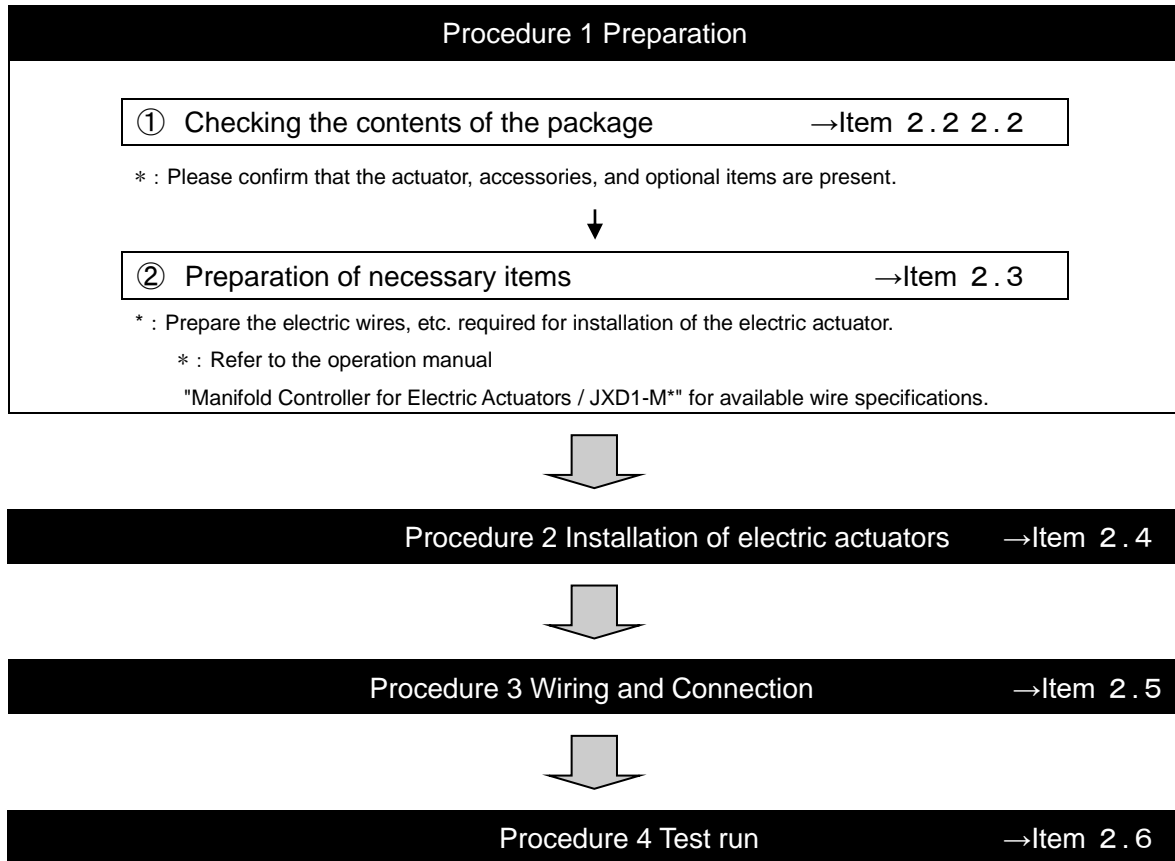 Procedure 1 Preparation
① Checking the contents of the package →Item ２.２２.２
＊：Please confirm that the actuator, accessories, and optional items are present.
② Preparation of necessary items →Item ２.３
*：Prepare the electric wires, etc. required for installation of the electric actuator.
＊：Refer to the operation manual
"Manifold Controller for Electric Actuators / JXD1-M*" for available wire specifications.
Procedure 2 Installation of electric actuators →Item ２.４
Procedure 3 Wiring and Connection →Item ２.５
Procedure 4 Test run →Item ２.６